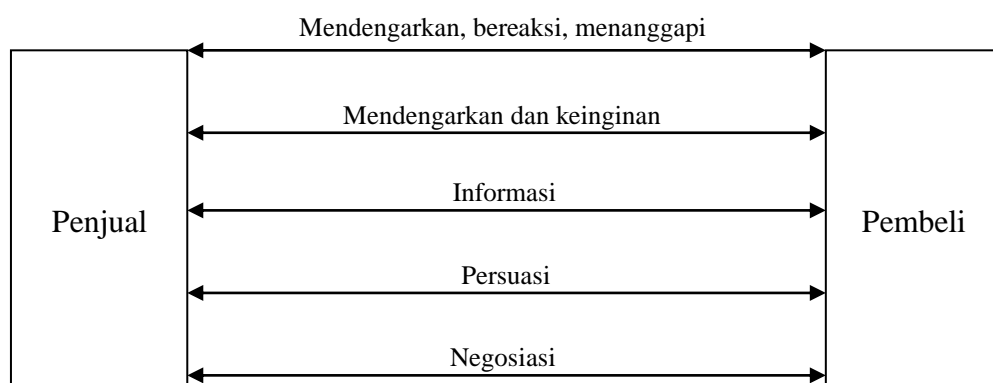 Mendengarkan, bereaksi, menanggapi
Mendengarkan dan keinginan
Informasi
Penjual
Pembeli
Persuasi
Negosiasi